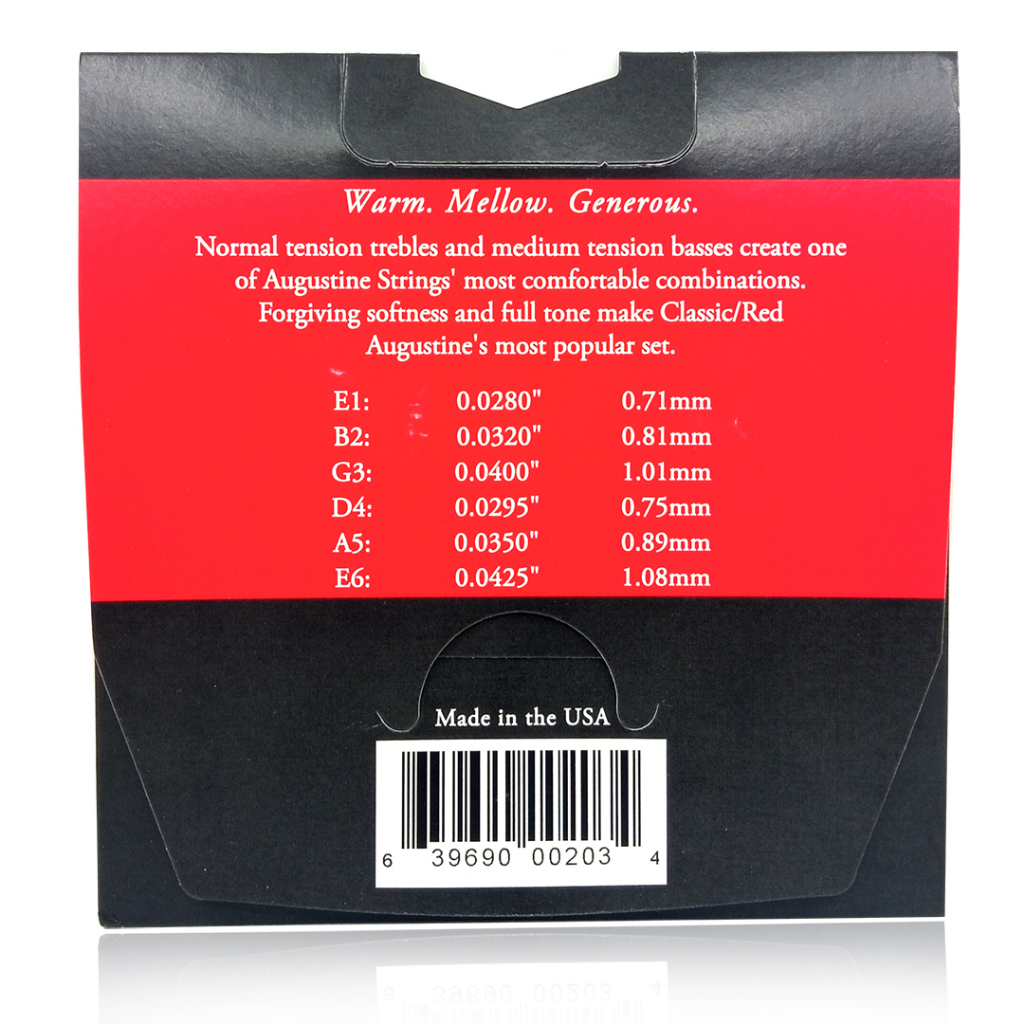 Warm. Mellow. Generous.
Normal tension trebles and medium tension basses create one
of Augustine Strings' most comfortable combinations.
Forgiving softness and full tone make Classic/Red
Augustine's most popular set.
E1: 0.0280" 0.71mm
B2: 0.0320" 0.81mm
G3: 0.0400" 1.01mm
D4: 0.0295" 0.75mm
A5: 0.0350" 0.89mm
E6: 0.0425" 1.08mm
Made in the USA
6 39690 00203 4